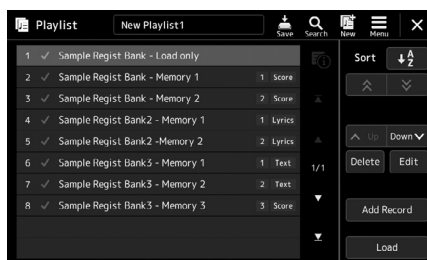 Playlist New Playlist1 Save Search New Menu
1 Sample Regist Bank - Load only
2 Sample Regist Bank - Memory 1 1 Score
3 Sample Regist Bank - Memory 2 2 Score
4 Sample Regist Bank2 - Memory 1 1 Lyrics
5 Sample Regist Bank2 -Memory 2 2 Lyrics
6 Sample Regist Bank3 - Memory 1 1 Text
7 Sample Regist Bank3 - Memory 2 2 Text
8 Sample Regist Bank3 - Memory 3 3 Score
1/1
Sort AZ
Up Down
Delete Edit
Add Record
Load